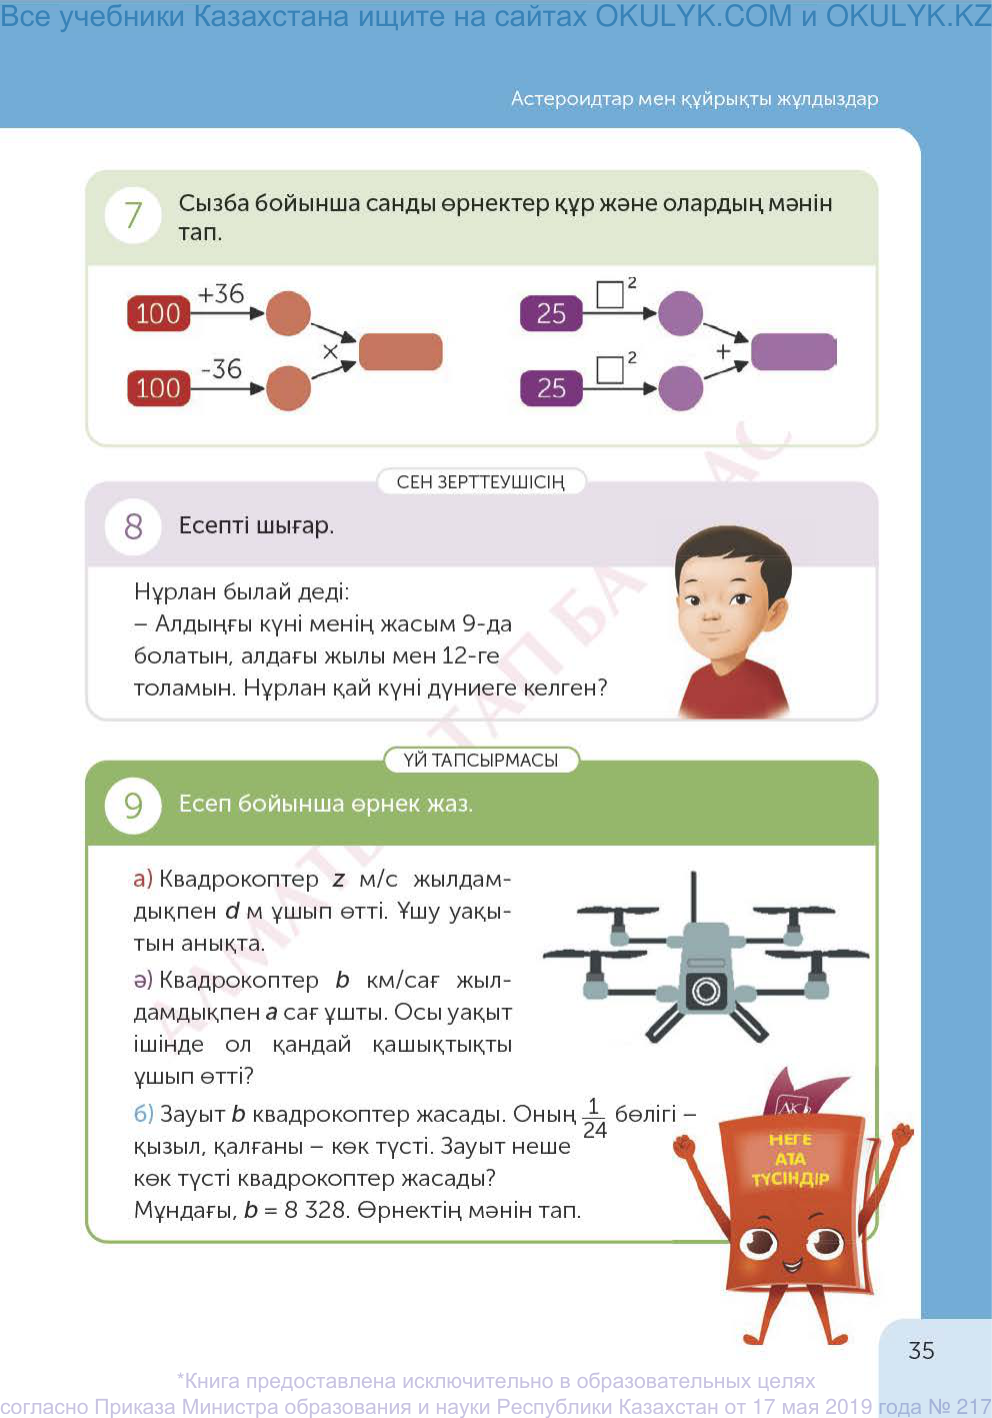 Все учебники Казахстана ищите на сайтах OKULYK.COM и OKULYK.KZ
Астероидтар мен құйрықты жұлдыздар
7
Сызба бойынша санды өрнектер құр және олардың мәнін
тап.
100 +36
×
100 -36
25 □²
+
25 □²
СЕН ЗЕРТТЕУШІСІҢ
8
Есепті шығар.
Нұрлан былай деді:
– Алдыңғы күні менің жасым 9-да
болатын, алдағы жылы мен 12-ге
толамын. Нұрлан қай күні дүниеге келген?
ҮЙ ТАПСЫРМАСЫ
9
Есеп бойынша өрнек жаз.
а) Квадрокоптер z м/с жылдам-
дықпен d м ұшып өтті. Ұшу уақы-
тын анықта.
ә) Квадрокоптер b км/сағ жыл-
дамдықпен a сағ ұшты. Осы уақыт
ішінде ол қандай қашықтықты
ұшып өтті?
б) Зауыт b квадрокоптер жасады. Оның 1/24 бөлігі –
қызыл, қалғаны – көк түсті. Зауыт неше
көк түсті квадрокоптер жасады?
Мұндағы, b = 8 328. Өрнектің мәнін тап.
НЕГЕ
АТА
ТҮСІНДІР
35
*Книга предоставлена исключительно в образовательных целях
согласно Приказа Министра образования и науки Республики Казахстан от 17 мая 2019 года № 217